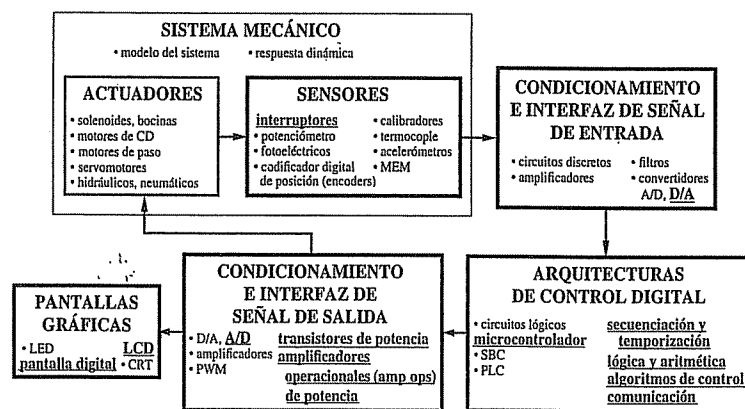 SISTEMA MECÁNICO
• modelo del sistema • respuesta dinámica
ACTUADORES
• solenoides, bocinas
• motores de CD
• motores de paso
• servomotores
• hidráulicos, neumáticos
SENSORES
interruptores
• potenciómetro
• fotoeléctricos
• codificador digital
de posición (encoders)
• calibradores
• termocople
• acelerómetros
• MEM
CONDICIONAMIENTO
E INTERFAZ DE SEÑAL
DE ENTRADA
• circuitos discretos
• amplificadores
• filtros
• convertidores
A/D, D/A
PANTALLAS
GRÁFICAS
• LED LCD
pantalla digital • CRT
CONDICIONAMIENTO
E INTERFAZ DE
SEÑAL DE SALIDA
• D/A, A/D
• amplificadores
• PWM
transistores de potencia
amplificadores
operacionales (amp ops)
de potencia
ARQUITECTURAS
DE CONTROL DIGITAL
• circuitos lógicos
microcontrolador
• SBC
• PLC
secuenciación y
temporización
lógica y aritmética
algoritmos de control
comunicación